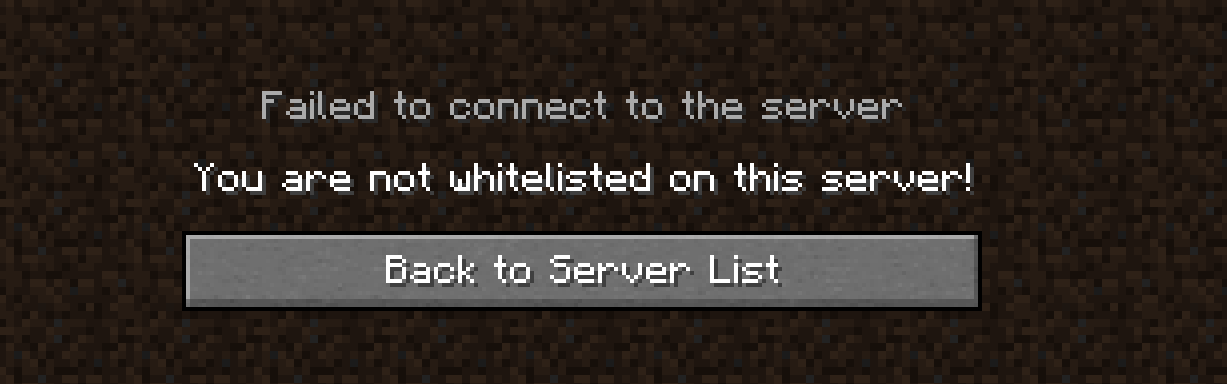 Failed to connect to the server
You are not whitelisted on this server!
Back to Server List